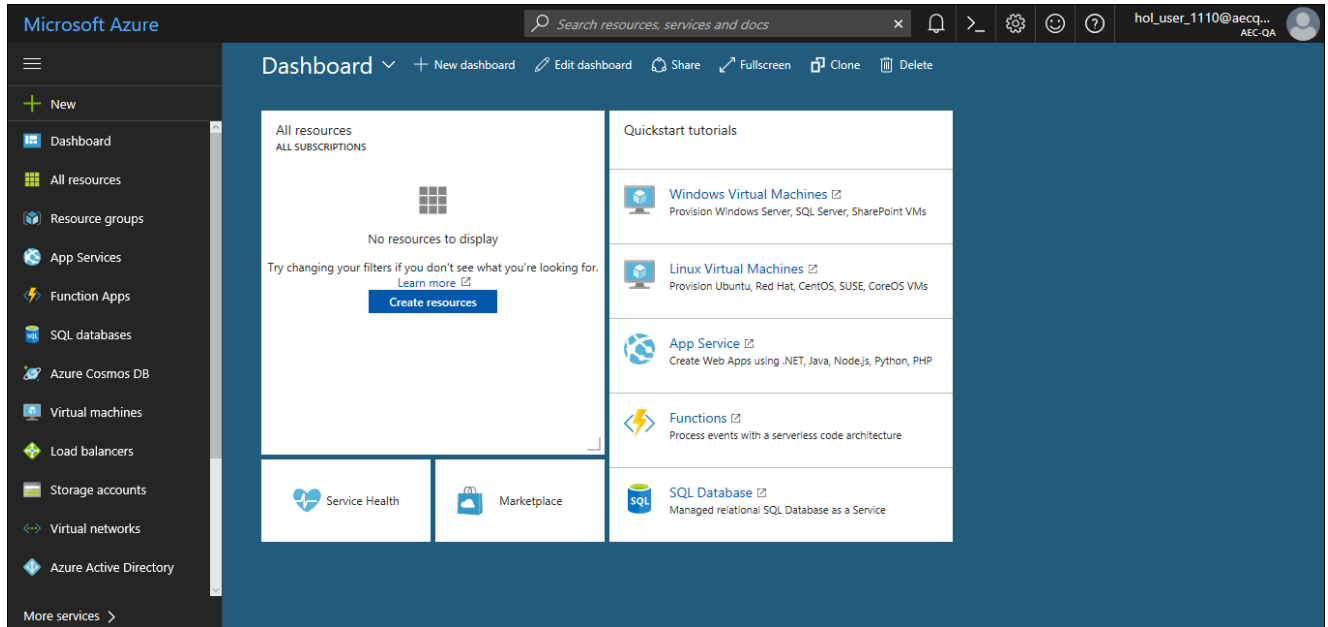 Microsoft Azure
Search resources, services and docs
hol_user_1110@aecq...
AEC-QA
New
Dashboard
All resources
Resource groups
App Services
Function Apps
SQL databases
Azure Cosmos DB
Virtual machines
Load balancers
Storage accounts
Virtual networks
Azure Active Directory
More services
Dashboard
New dashboard
Edit dashboard
Share
Fullscreen
Clone
Delete
All resources
ALL SUBSCRIPTIONS
No resources to display
Try changing your filters if you don't see what you're looking for.
Learn more
Create resources
Service Health
Marketplace
Quickstart tutorials
Windows Virtual Machines
Provision Windows Server, SQL Server, SharePoint VMs
Linux Virtual Machines
Provision Ubuntu, Red Hat, CentOS, SUSE, CoreOS VMs
App Service
Create Web Apps using .NET, Java, Node.js, Python, PHP
Functions
Process events with a serverless code architecture
SQL
SQL Database
Managed relational SQL Database as a Service